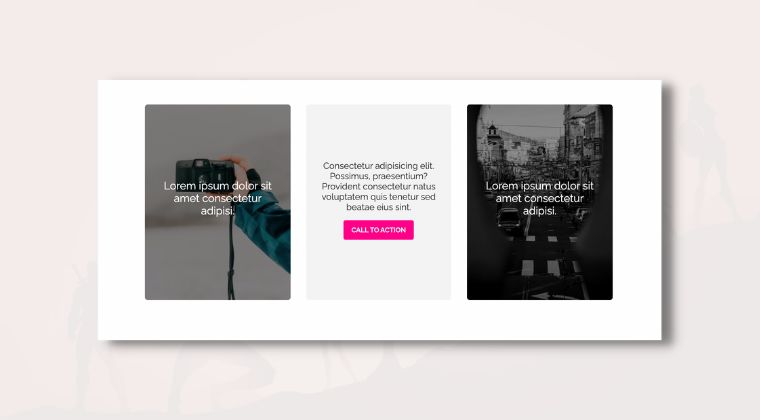 Lorem ipsum dolor sit
amet consectetur
adipisi.
Consectetur adipisicing elit.
Possimus, praesentium?
Provident consectetur natus
voluptatem quis tenetur sed
beatae eius sint.
CALL TO ACTION
Lorem ipsum dolor sit
amet consectetur
adipisi.